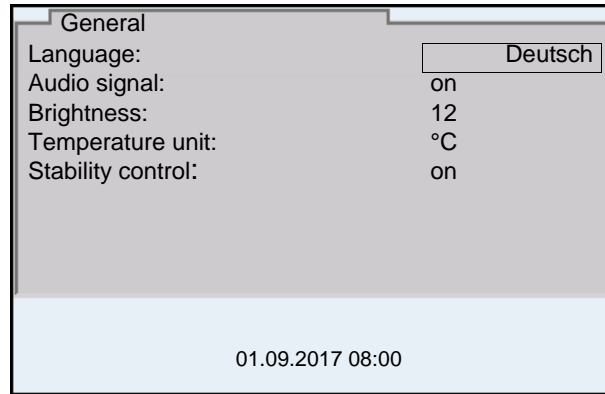 General
Language: Deutsch
Audio signal: on
Brightness: 12
Temperature unit: °C
Stability control: on
01.09.2017 08:00